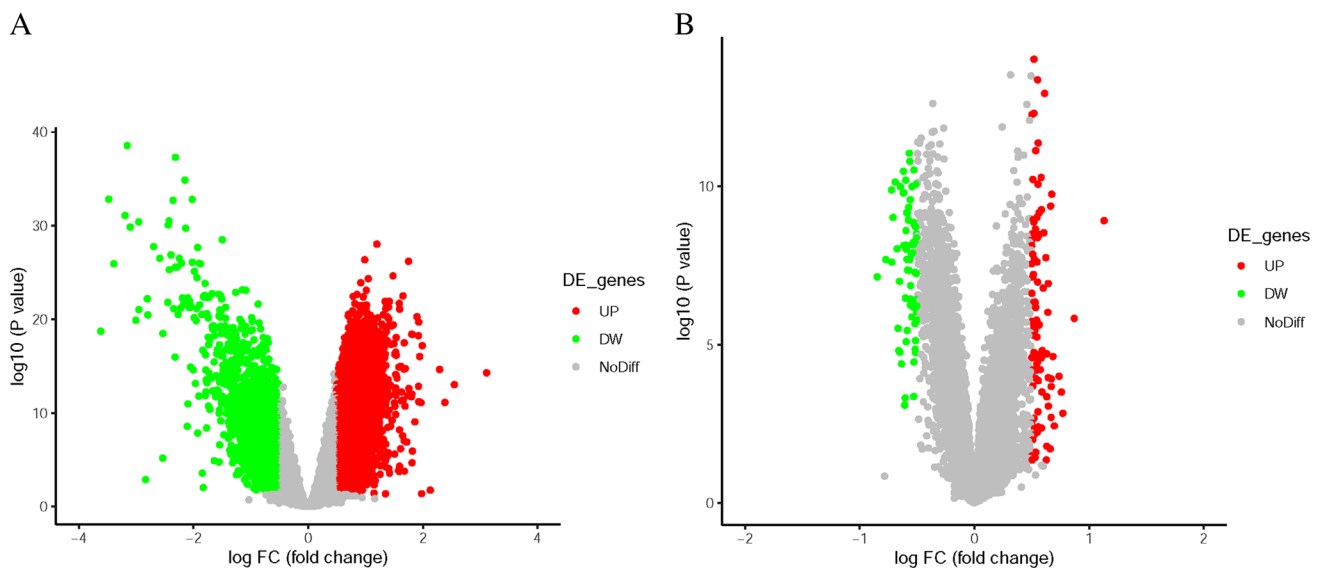 A
log10 (P value)
40
30
20
10
0
−4
−2
0
2
4
log FC (fold change)
DE_genes
UP
DW
NoDiff
B
log10 (P value)
10
5
0
−2
−1
0
1
2
log FC (fold change)
DE_genes
UP
DW
NoDiff